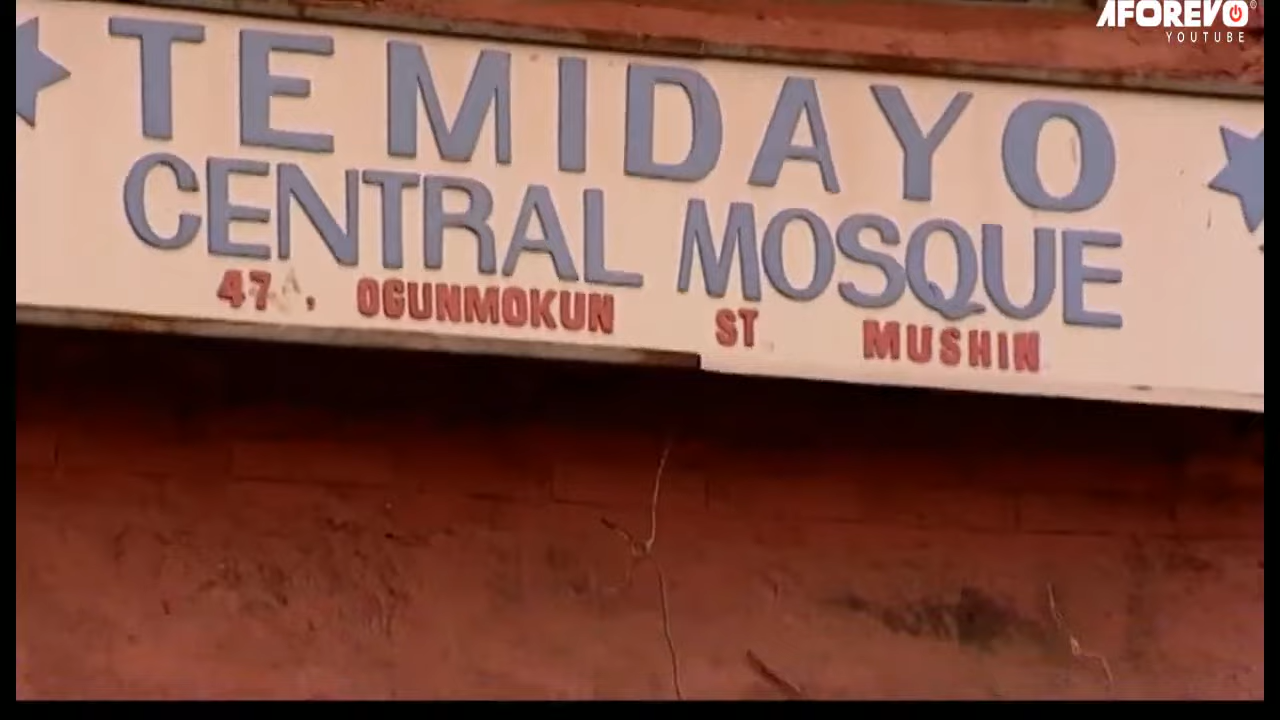 AFOREVO
YOUTUBE
TEMIDAYO
CENTRAL MOSQUE
47, OGUNMOKUN ST MUSHIN